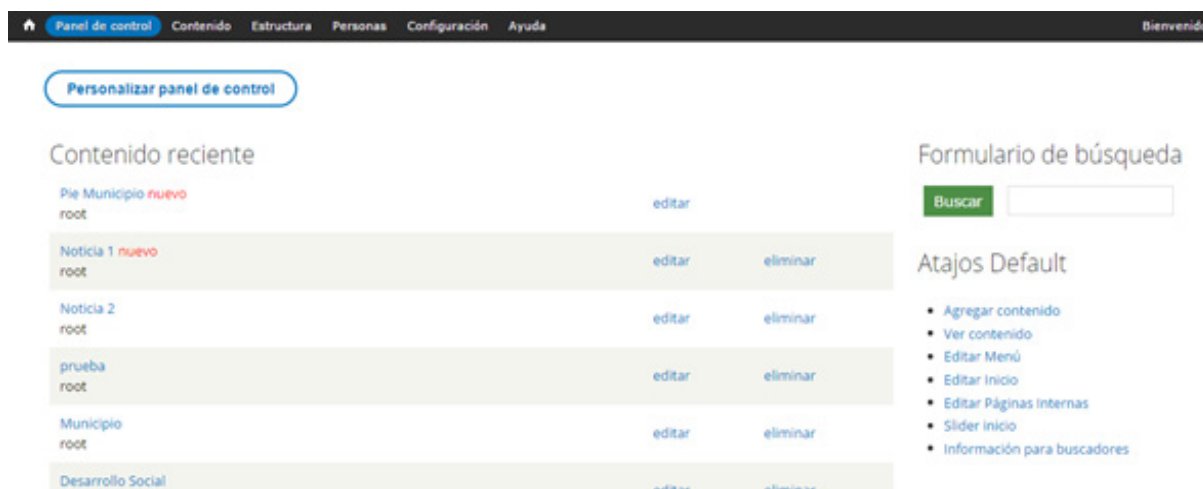 Panel de control Contenido Estructura Personas Configuración Ayuda Bienvenido
Personalizar panel de control
Contenido reciente
Pie Municipio nuevo
root
editar
Noticia 1 nuevo
root
editar eliminar
Noticia 2
root
editar eliminar
prueba
root
editar eliminar
Municipio
root
editar eliminar
Desarrollo Social
editar eliminar
Formulario de búsqueda
Buscar
Atajos Default
Agregar contenido
Ver contenido
Editar Menú
Editar Inicio
Editar Páginas Internas
Slider inicio
Información para buscadores